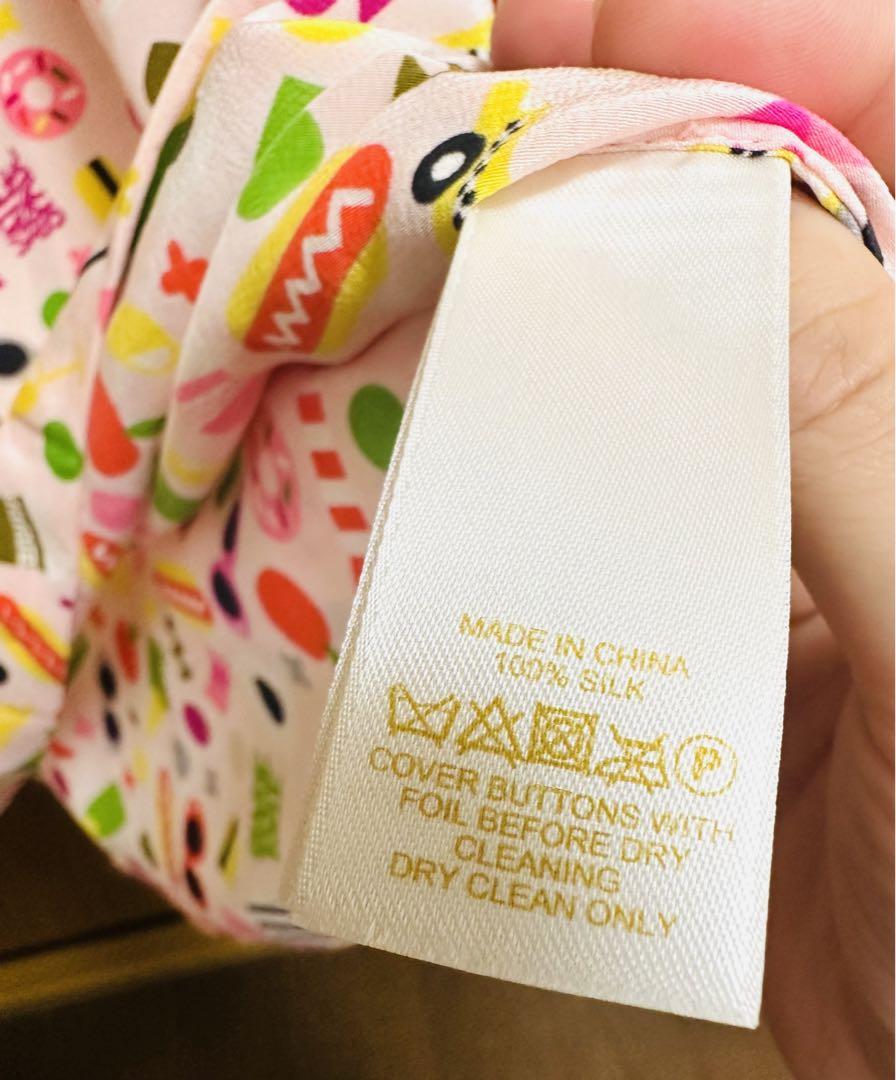 MADE IN CHINA
100% SILK
P
COVER BUTTONS WITH
FOIL BEFORE DRY
CLEANING
DRY CLEAN ONLY